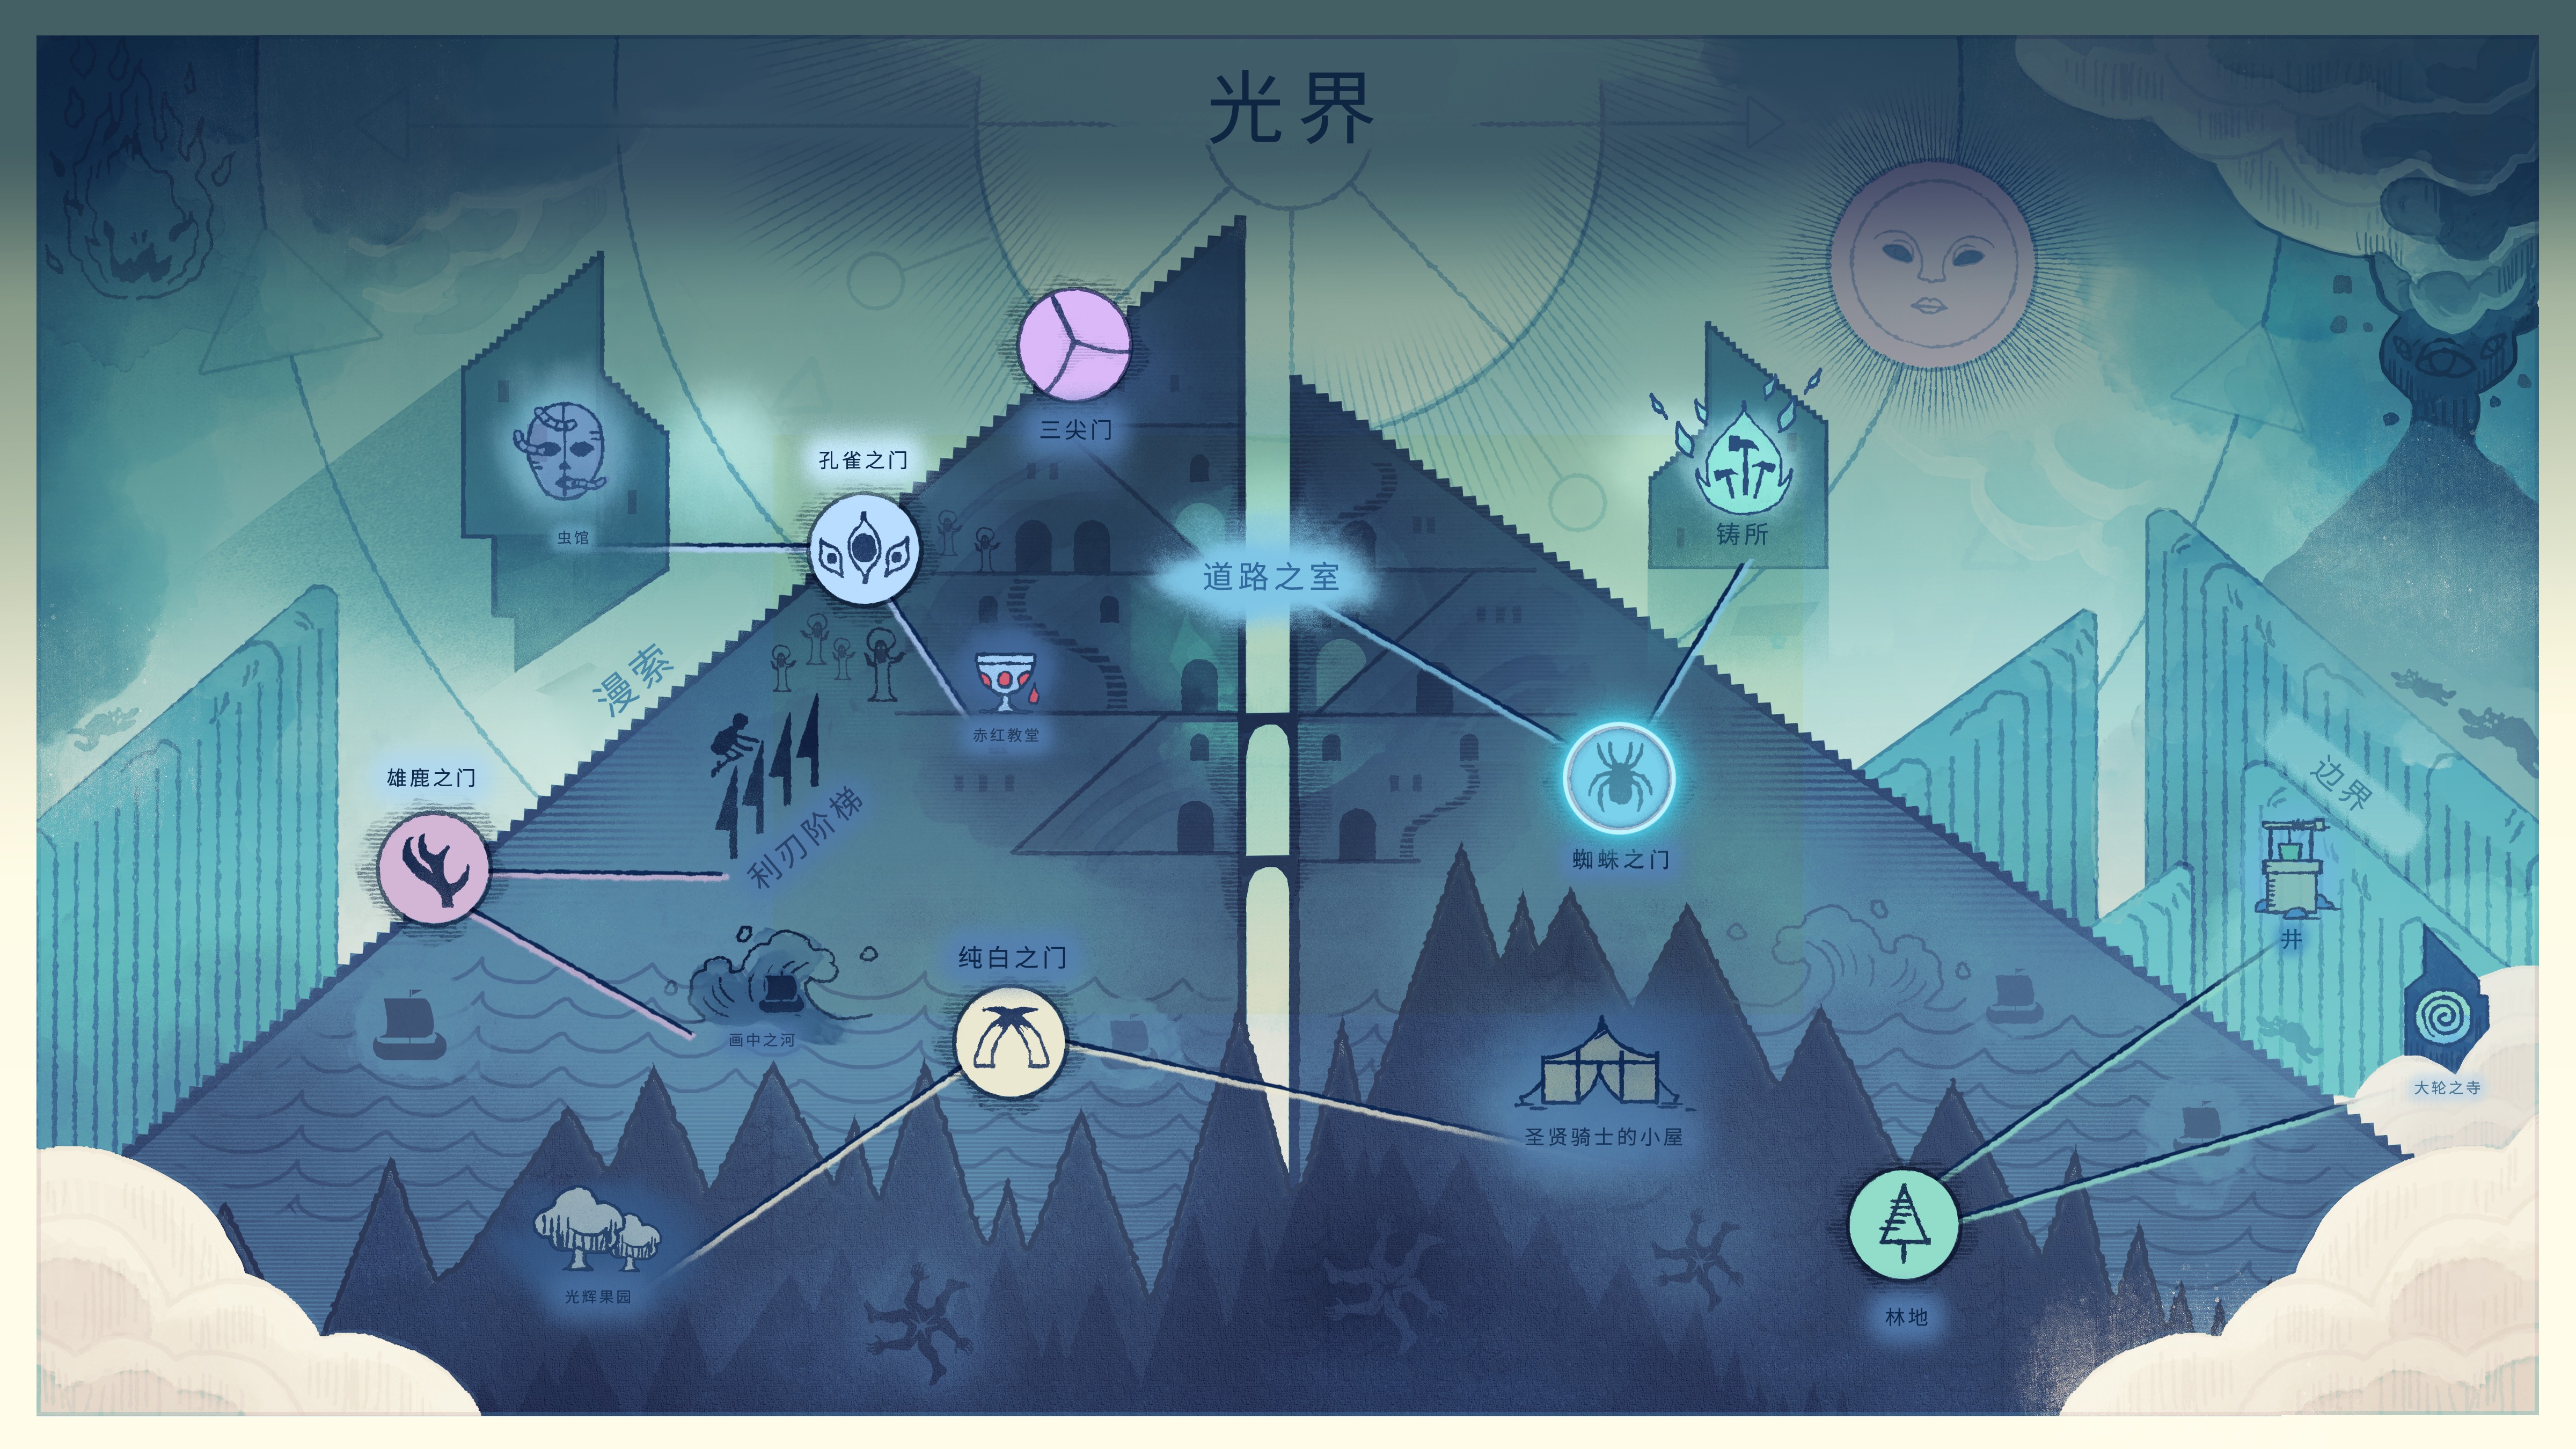 光界
三尖门
孔雀之门
铸所
虫馆
道路之室
漫索
赤红教堂
雄鹿之门
利刃阶梯
蜘蛛之门
边界
井
纯白之门
画中之河
大轮之寺
圣贤骑士的小屋
光辉果园
林地